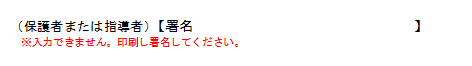 （保護者または指導者）【署名　　　　　　　　　　　　　　　　】
※入力できません。印刷し署名してください。